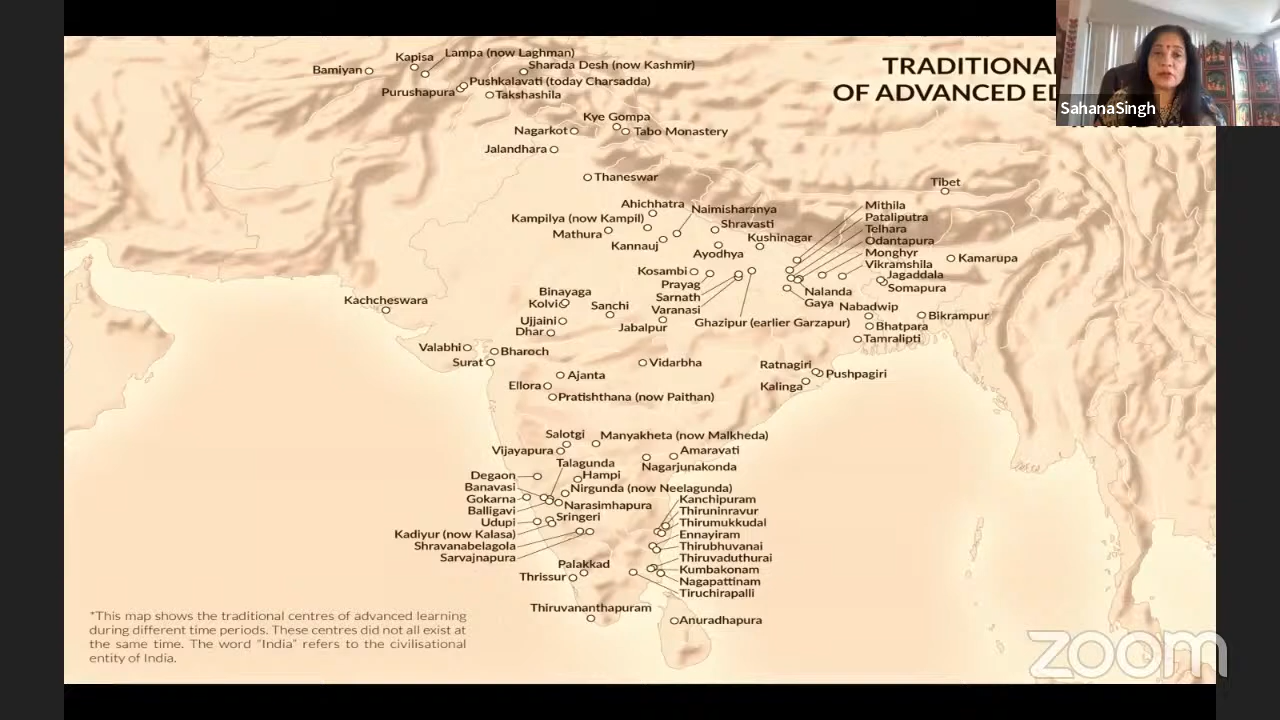 TRADITIONAL
OF ADVANCED ED
SahanaSingh
Lampa (now Laghman)
Kapisa
Sharada Desh (now Kashmir)
Bamiyan
Pushkalavati (today Charsadda)
Purushapura
Takshashila
Kye Gompa
Nagarkot
Tabo Monastery
Jalandhara
Thaneswar
Tibet
Ahichhatra
Naimisharanya
Mithila
Kampilya (now Kampil)
Pataliputra
Shravasti
Telhara
Mathura
Kushinagar
Odantapura
Kannauj
Monghyr
Ayodhya
Kamarupa
Vikramshila
Kosambi
Jagaddala
Prayag
Somapura
Binayaga
Nalanda
Sarnath
Kachcheswara
Kolvi
Sanchi
Gaya
Nabadwip
Varanasi
Bikrampur
Ujjaini
Jabalpur
Ghazipur (earlier Garzapur)
Bhatpara
Dhar
Tamralipti
Valabhi
Bharoch
Surat
Vidarbha
Ratnagiri
Pushpagiri
Ajanta
Ellora
Kalinga
Pratishthana (now Paithan)
Salotgi
Manyakheta (now Malkheda)
Vijayapura
Amaravati
Talagunda
Nagarjunakonda
Degaon
Hampi
Banavasi
Nirgunda (now Neelagunda)
Gokarna
Kanchipuram
Narasimhapura
Balligavi
Thiruninravur
Sringeri
Udupi
Thirumukkudal
Kadiyur (now Kalasa)
Ennayiram
Shravanabelagola
Thirubhuvanai
Sarvajnapura
Thiruvaduthurai
Palakkad
Kumbakonam
Thrissur
Nagapattinam
Tiruchirapalli
Thiruvananthapuram
Anuradhapura
*This map shows the traditional centres of advanced learning
during different time periods. These centres did not all exist at
the same time. The word "India" refers to the civilisational
entity of India.
zoom